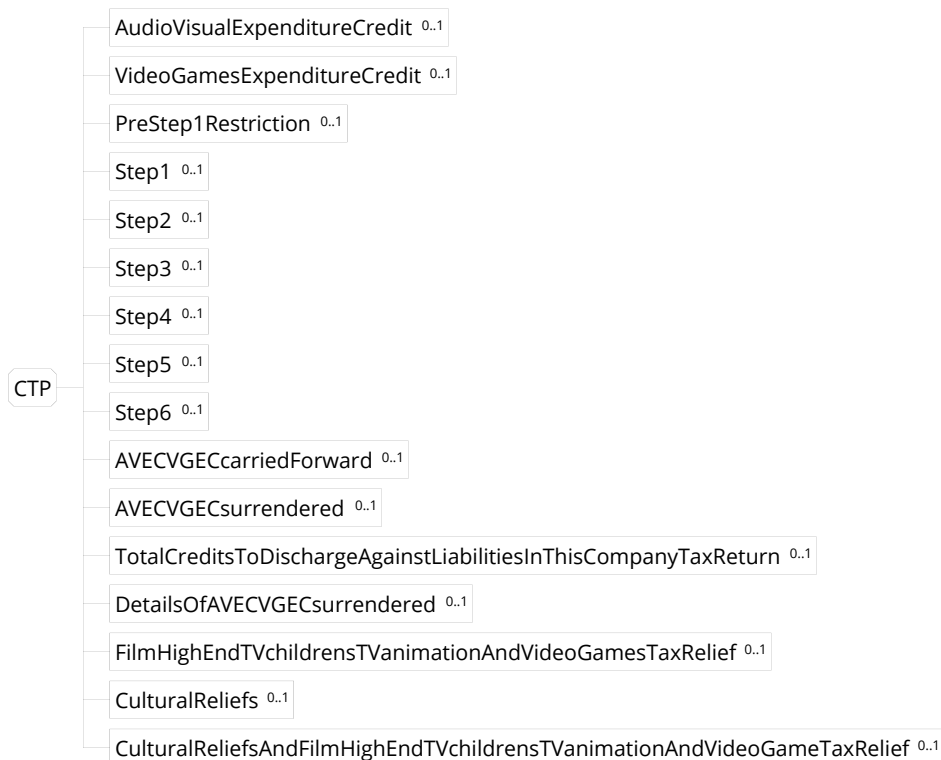 AudioVisualExpenditureCredit 0..1
VideoGamesExpenditureCredit 0..1
PreStep1Restriction 0..1
Step1 0..1
Step2 0..1
Step3 0..1
Step4 0..1
Step5 0..1
CTP
Step6 0..1
AVECVGECcarriedForward 0..1
AVECVGECsurrendered 0..1
TotalCreditsToDischargeAgainstLiabilitiesInThisCompanyTaxReturn 0..1
DetailsOfAVECVGECsurrendered 0..1
FilmHighEndTVchildrensTVanimationAndVideoGamesTaxRelief 0..1
CulturalReliefs 0..1
CulturalReliefsAndFilmHighEndTVchildrensTVanimationAndVideoGameTaxRelief 0..1